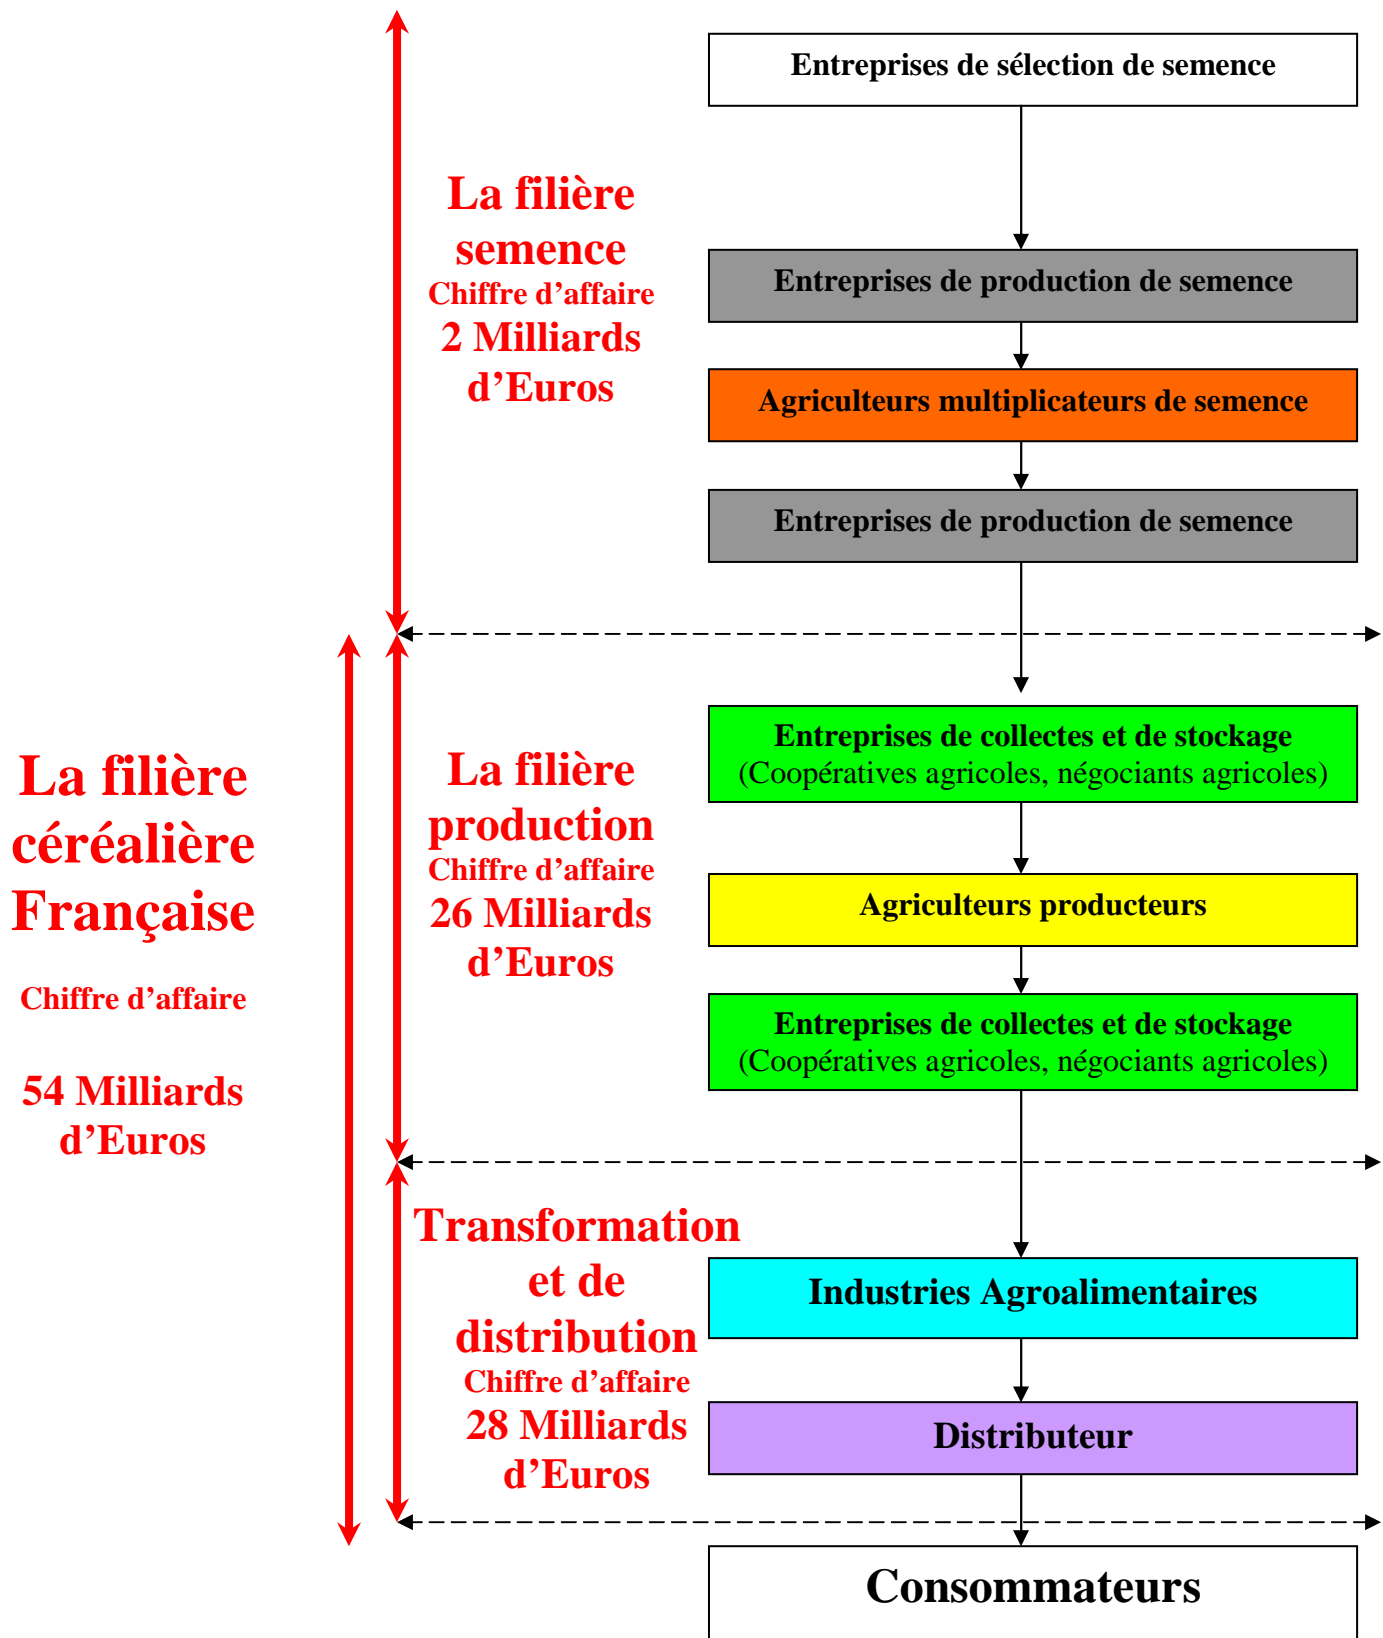 Entreprises de sélection de semence
La filière
semence
Chiffre d’affaire
2 Milliards
d’Euros
Entreprises de production de semence
Agriculteurs multiplicateurs de semence
Entreprises de production de semence
La filière
céréalière
Française
Chiffre d’affaire
54 Milliards
d’Euros
La filière
production
Chiffre d’affaire
26 Milliards
d’Euros
Entreprises de collectes et de stockage
(Coopératives agricoles, négociants agricoles)
Agriculteurs producteurs
Entreprises de collectes et de stockage
(Coopératives agricoles, négociants agricoles)
Transformation
et de
distribution
Chiffre d’affaire
28 Milliards
d’Euros
Industries Agroalimentaires
Distributeur
Consommateurs